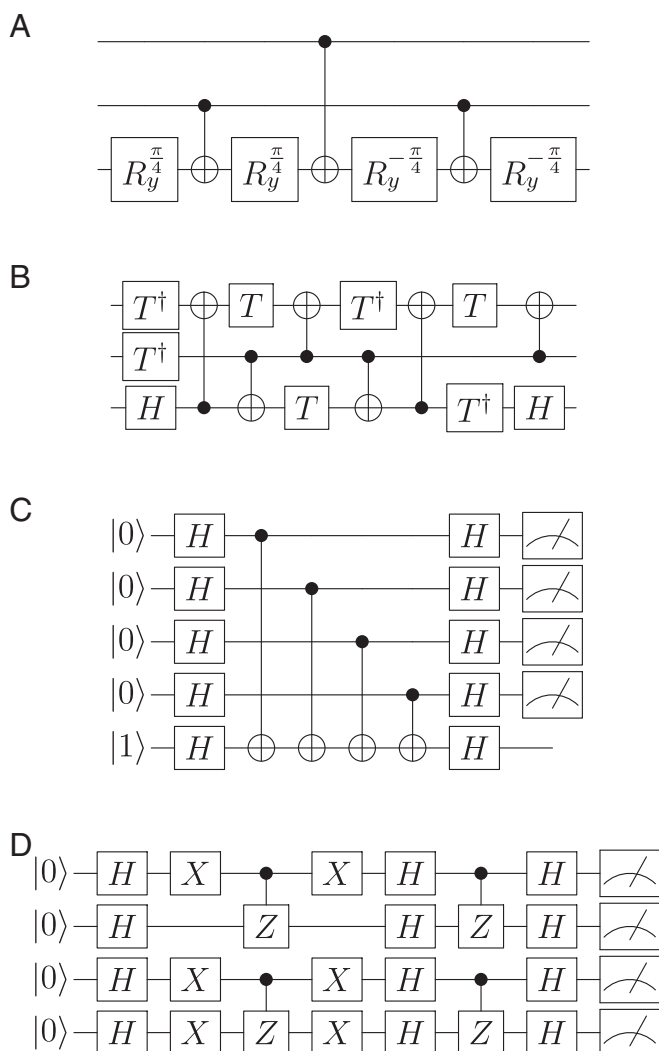 A
R_y^{π/4} R_y^{π/4} R_y^{-π/4} R_y^{-π/4}
B
T† T T† T
T†
H T T† H
C
|0⟩ H H
|0⟩ H H
|0⟩ H H
|0⟩ H H
|1⟩ H H
D
|0⟩ H X X H H
|0⟩ H Z H Z H
|0⟩ H X X H H
|0⟩ H X Z X H Z H